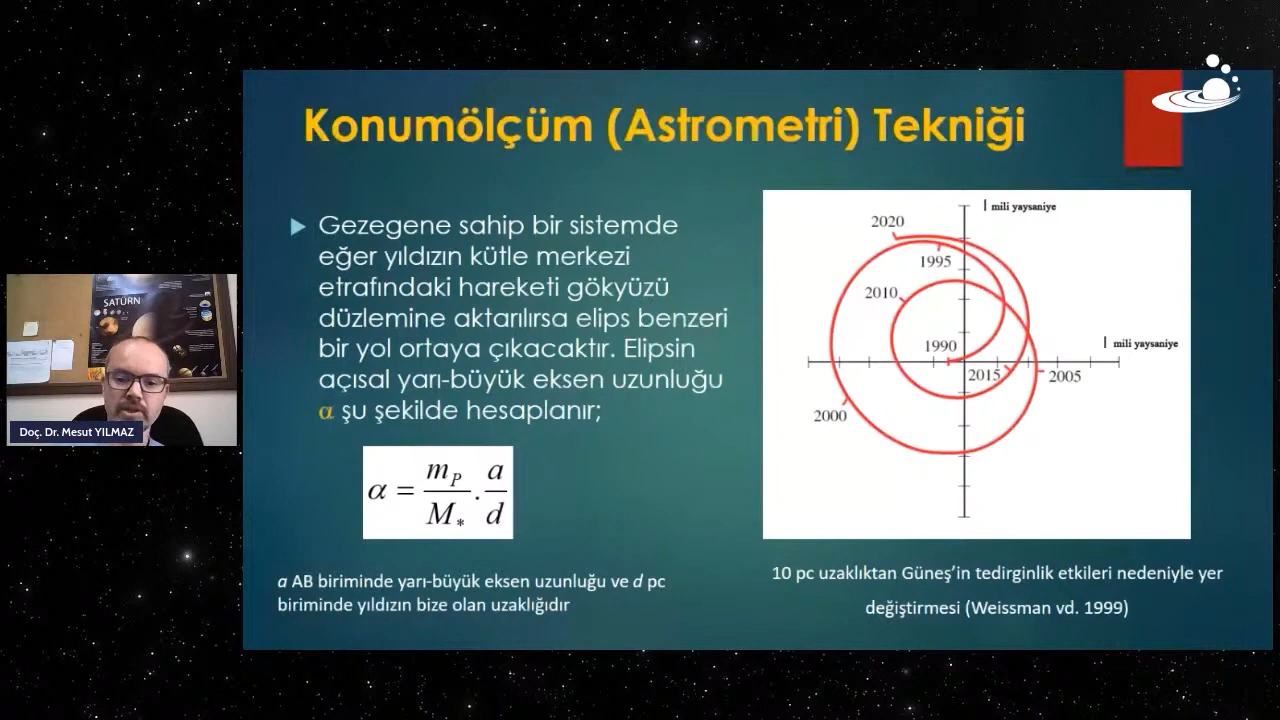 Konumölçüm (Astrometri) Tekniği
Gezegene sahip bir sistemde
eğer yıldızın kütle merkezi
etrafındaki hareketi gökyüzü
düzlemine aktarılırsa elips benzeri
bir yol ortaya çıkacaktır. Elipsin
açısal yarı-büyük eksen uzunluğu
α şu şekilde hesaplanır;
α = m_P / M_* . a / d
a AB biriminde yarı-büyük eksen uzunluğu ve d pc
biriminde yıldızın bize olan uzaklığıdır
mili yaysaniye
2020
1995
2010
1990
mili yaysaniye
2015
2005
2000
10 pc uzaklıktan Güneş’in tedirginlik etkileri nedeniyle yer
değiştirmesi (Weissman vd. 1999)
SATÜRN
Doç. Dr. Mesut YILMAZ